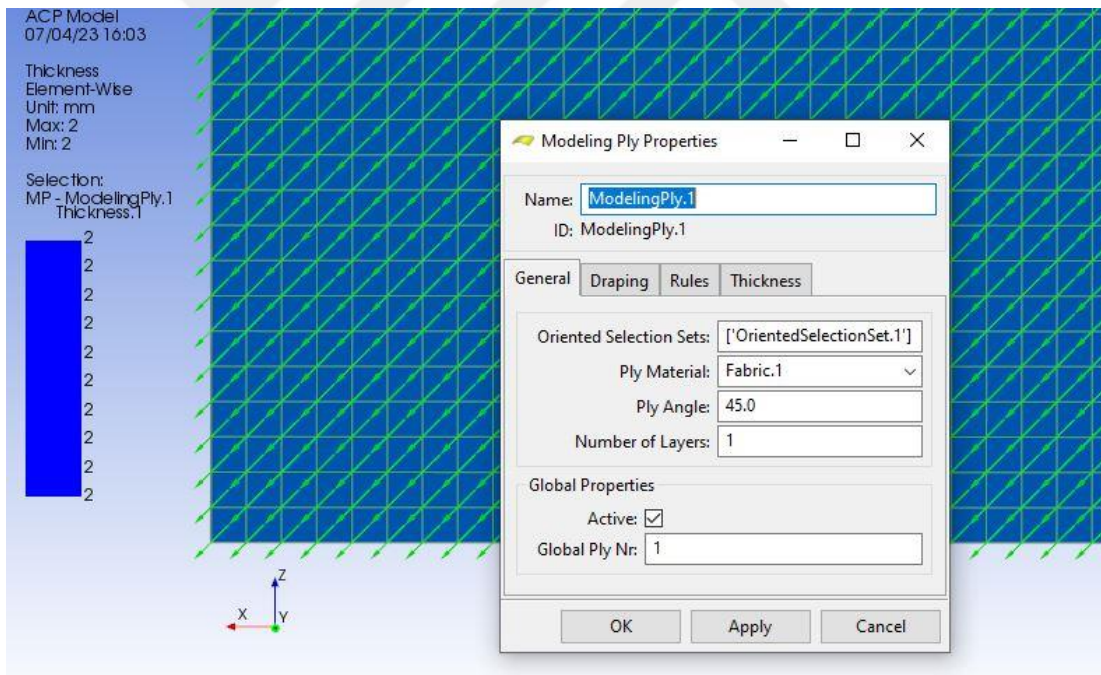 ACP Model
07/04/23 16:03
Thickness
Element-Wise
Unit: mm
Max: 2
Min: 2
Selection:
MP - ModelingPly.1
Thickness.1
2
2
2
2
2
2
2
2
2
2
Z
X
Y
Modeling Ply Properties
Name: ModelingPly.1
ID: ModelingPly.1
General Draping Rules Thickness
Oriented Selection Sets: ['OrientedSelectionSet.1']
Ply Material: Fabric.1
Ply Angle: 45.0
Number of Layers: 1
Global Properties
Active:
Global Ply Nr: 1
OK Apply Cancel